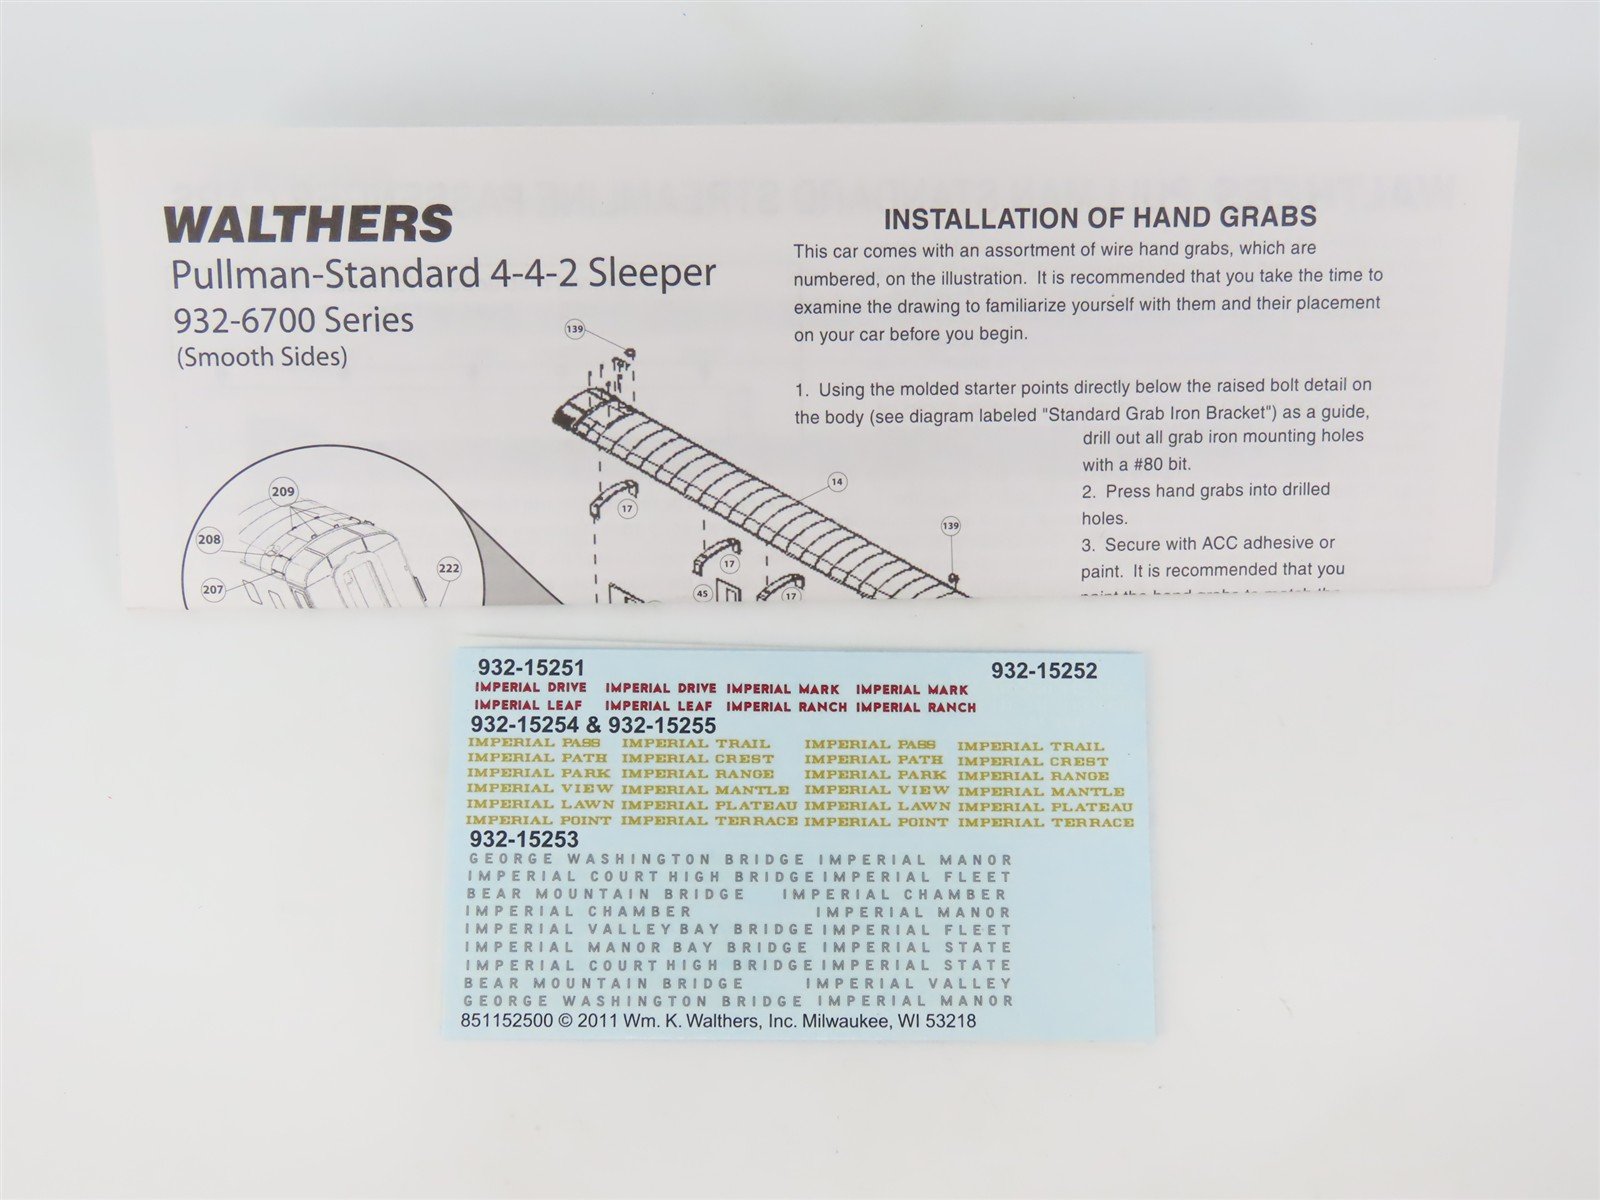 WALTHERS
Pullman-Standard 4-4-2 Sleeper
932-6700 Series
(Smooth Sides)
139
14
17
139
17
45
17
209
208
207
222
INSTALLATION OF HAND GRABS
This car comes with an assortment of wire hand grabs, which are
numbered, on the illustration. It is recommended that you take the time to
examine the drawing to familiarize yourself with them and their placement
on your car before you begin.
1. Using the molded starter points directly below the raised bolt detail on
the body (see diagram labeled "Standard Grab Iron Bracket") as a guide,
drill out all grab iron mounting holes
with a #80 bit.
2. Press hand grabs into drilled
holes.
3. Secure with ACC adhesive or
paint. It is recommended that you
932-15251 932-15252
IMPERIAL DRIVE IMPERIAL DRIVE IMPERIAL MARK IMPERIAL MARK
IMPERIAL LEAF IMPERIAL LEAF IMPERIAL RANCH IMPERIAL RANCH
932-15254 & 932-15255
IMPERIAL PASS IMPERIAL TRAIL IMPERIAL PASS IMPERIAL TRAIL
IMPERIAL PATH IMPERIAL CREST IMPERIAL PATH IMPERIAL CREST
IMPERIAL PARK IMPERIAL RANGE IMPERIAL PARK IMPERIAL RANGE
IMPERIAL VIEW IMPERIAL MANTLE IMPERIAL VIEW IMPERIAL MANTLE
IMPERIAL LAWN IMPERIAL PLATEAU IMPERIAL LAWN IMPERIAL PLATEAU
IMPERIAL POINT IMPERIAL TERRACE IMPERIAL POINT IMPERIAL TERRACE
932-15253
GEORGE WASHINGTON BRIDGE IMPERIAL MANOR
IMPERIAL COURT HIGH BRIDGE IMPERIAL FLEET
BEAR MOUNTAIN BRIDGE IMPERIAL CHAMBER
IMPERIAL CHAMBER IMPERIAL MANOR
IMPERIAL VALLEY BAY BRIDGE IMPERIAL FLEET
IMPERIAL MANOR BAY BRIDGE IMPERIAL STATE
IMPERIAL COURT HIGH BRIDGE IMPERIAL STATE
BEAR MOUNTAIN BRIDGE IMPERIAL VALLEY
GEORGE WASHINGTON BRIDGE IMPERIAL MANOR
851152500 © 2011 Wm. K. Walthers, Inc. Milwaukee, WI 53218